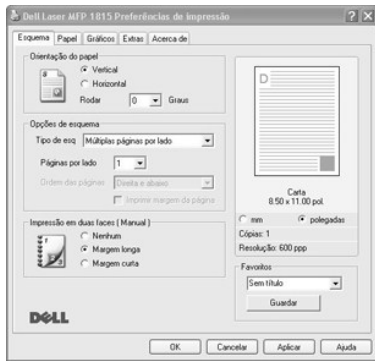 Dell Laser MFP 1815 Preferências de impressão
Esquema Papel Gráficos Extras Acerca de
Orientação do papel
Vertical
Horizontal
Rodar 0 Graus
Opções de esquema
Tipo de esq Múltiplas páginas por lado
Páginas por lado 1
Ordem das páginas Direita e abaixo
Imprimir margem da página
Impressão em duas faces (Manual)
Nenhum
Margem longa
Margem curta
DELL
D
Carta
8.50 x 11.00 pol.
mm polegadas
Cópias: 1
Resolução: 600 ppp
Favoritos
Sem título
Guardar
OK Cancelar Aplicar Ajuda